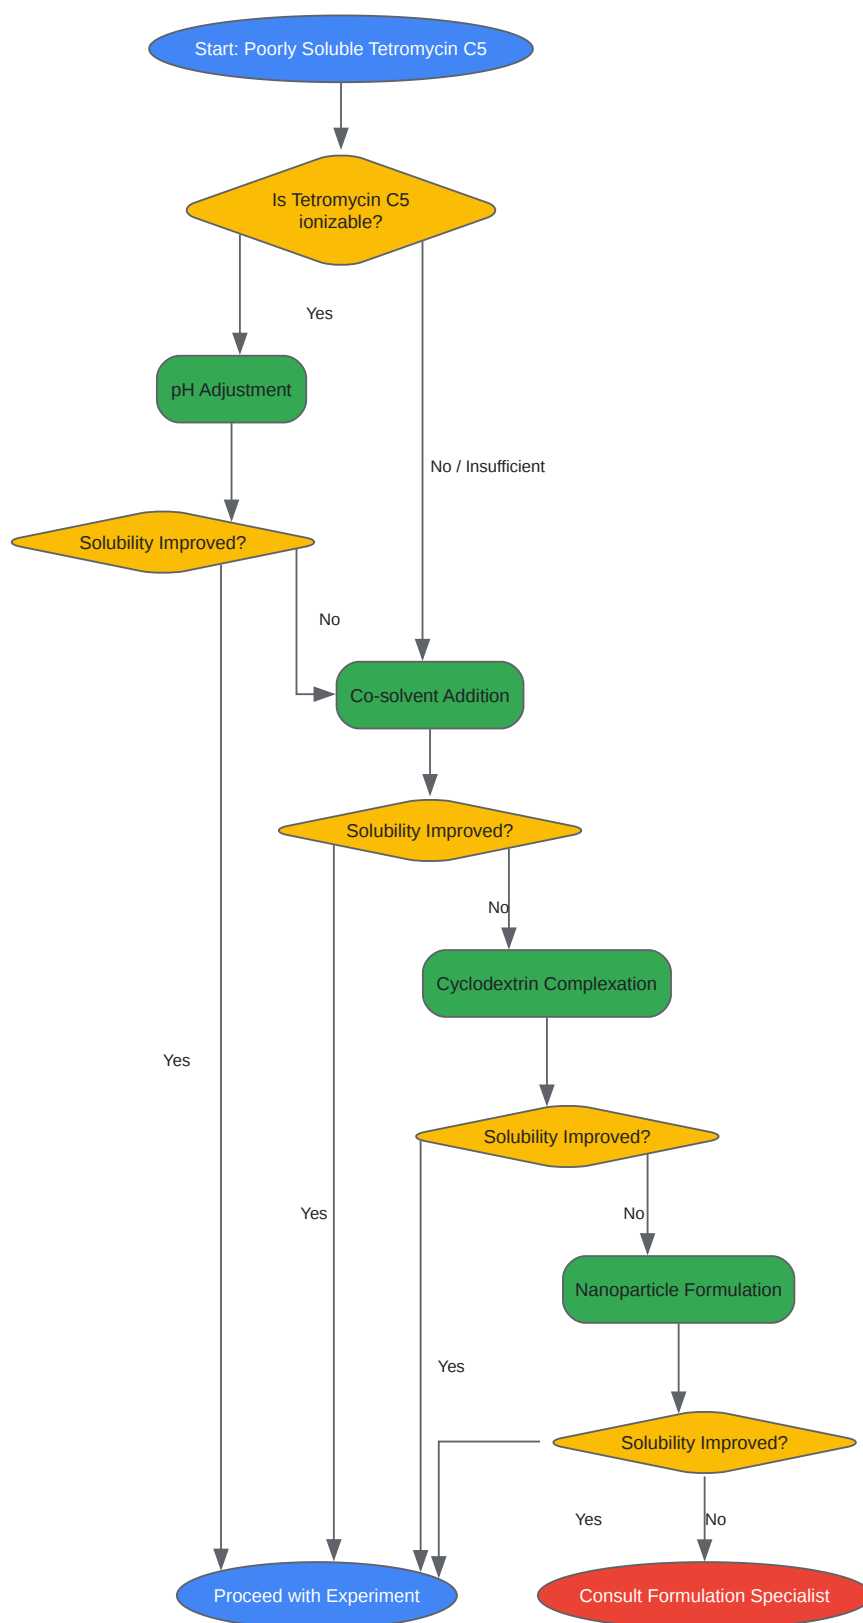 Start: Poorly Soluble Tetromycin C5
Is Tetromycin C5
ionizable?
Yes
pH Adjustment
No / Insufficient
Solubility Improved?
No
Co-solvent Addition
Solubility Improved?
No
Cyclodextrin Complexation
Yes
Solubility Improved?
Yes
No
Nanoparticle Formulation
Yes
Solubility Improved?
Yes
No
Proceed with Experiment
Consult Formulation Specialist